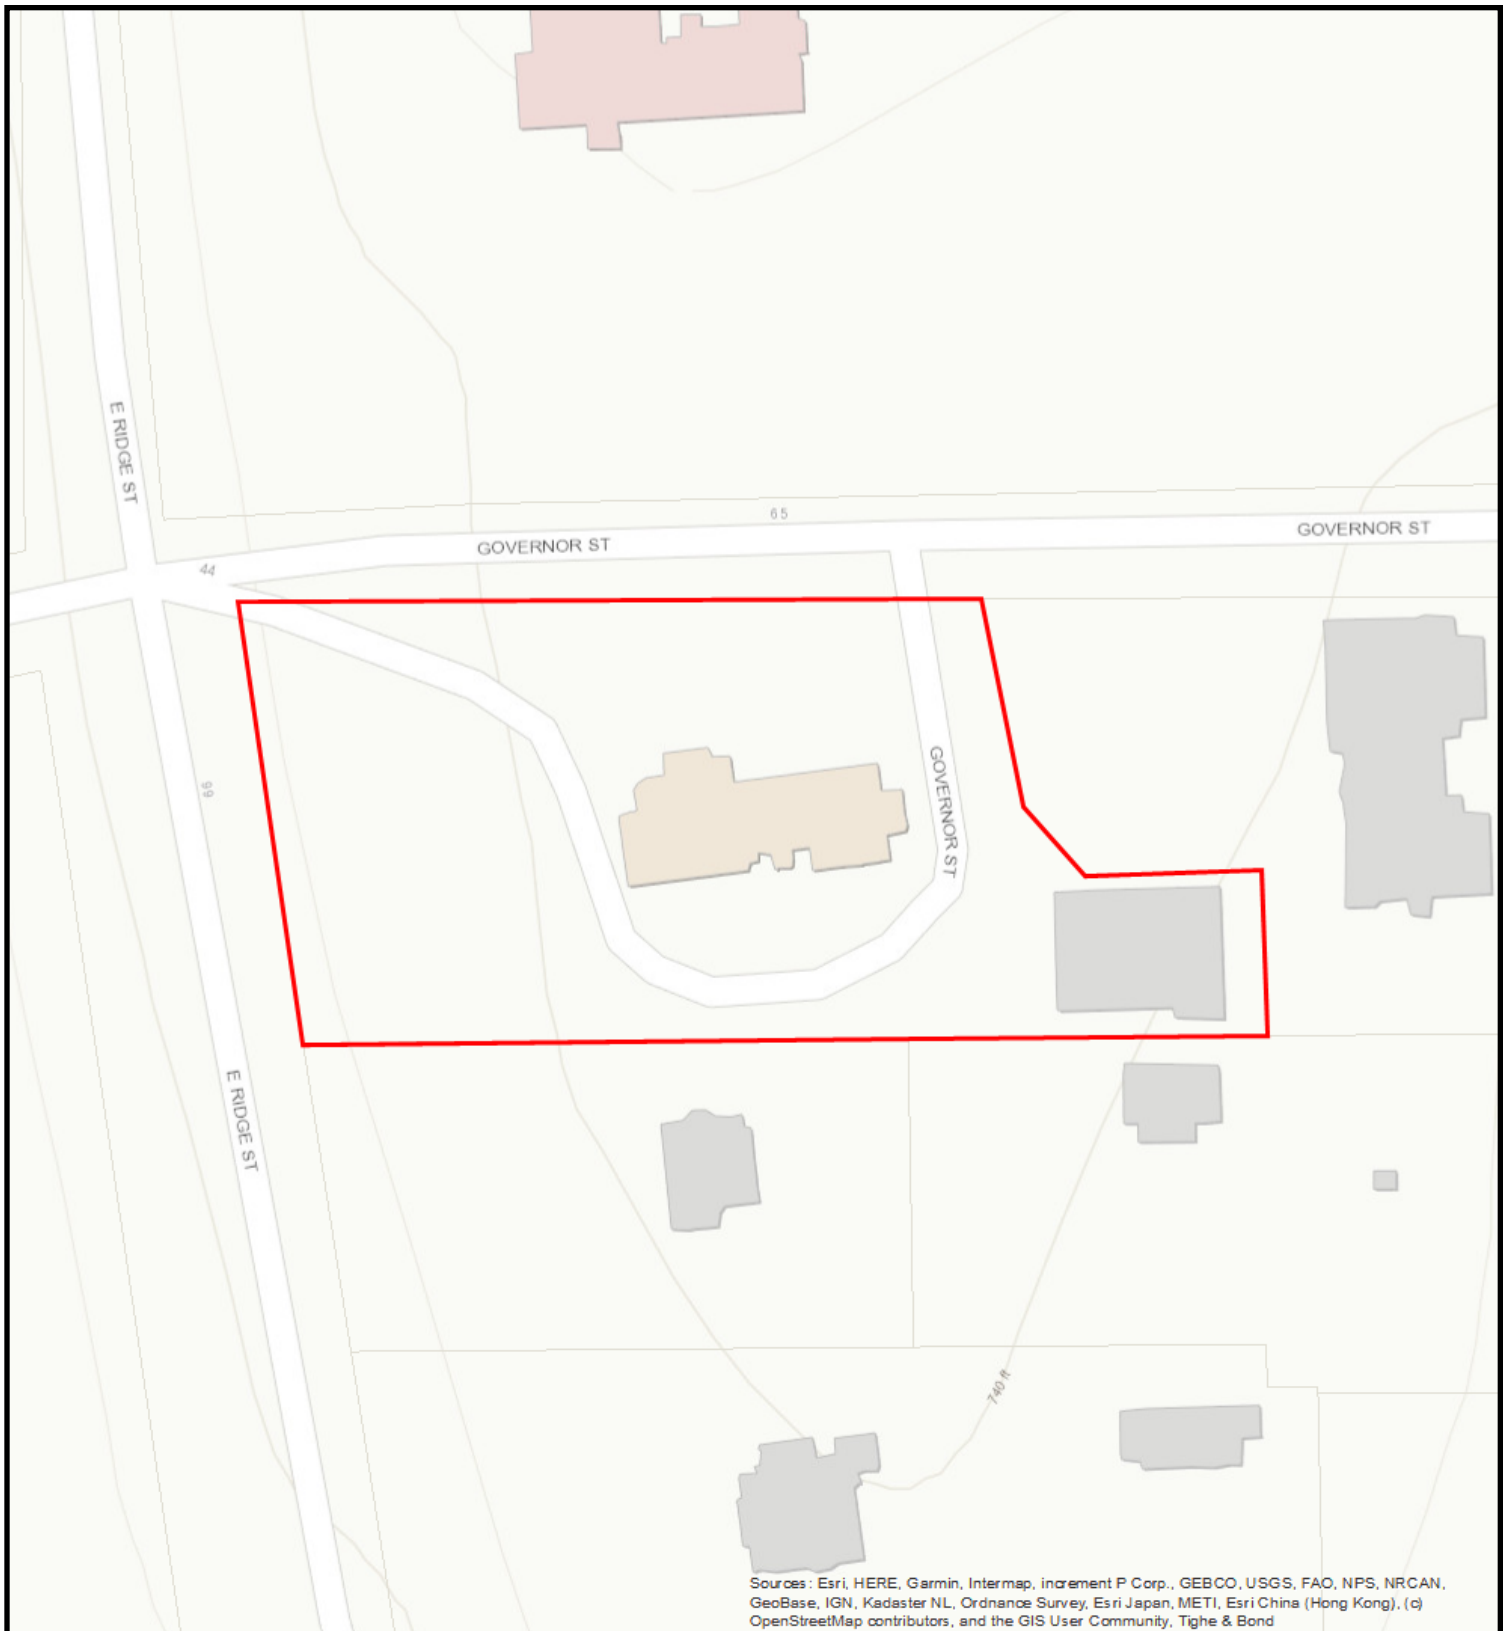 E RIDGE ST
65
GOVERNOR ST
GOVERNOR ST
44
GOVERNOR ST
99
E RIDGE ST
740 ft
Sources: Esri, HERE, Garmin, Intermap, increment P Corp., GEBCO, USGS, FAO, NPS, NRCAN,
GeoBase, IGN, Kadaster NL, Ordnance Survey, Esri Japan, METI, Esri China (Hong Kong), (c)
OpenStreetMap contributors, and the GIS User Community, Tighe & Bond